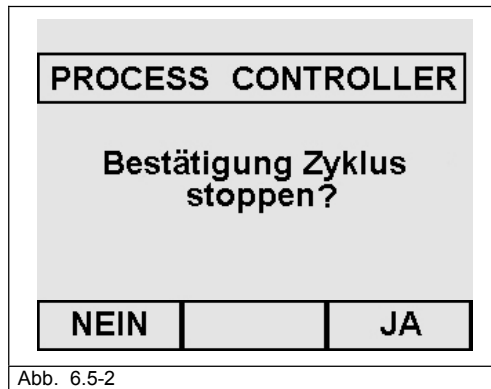 PROCESS CONTROLLER
Bestätigung Zyklus
stoppen?
NEIN
JA
Abb. 6.5-2